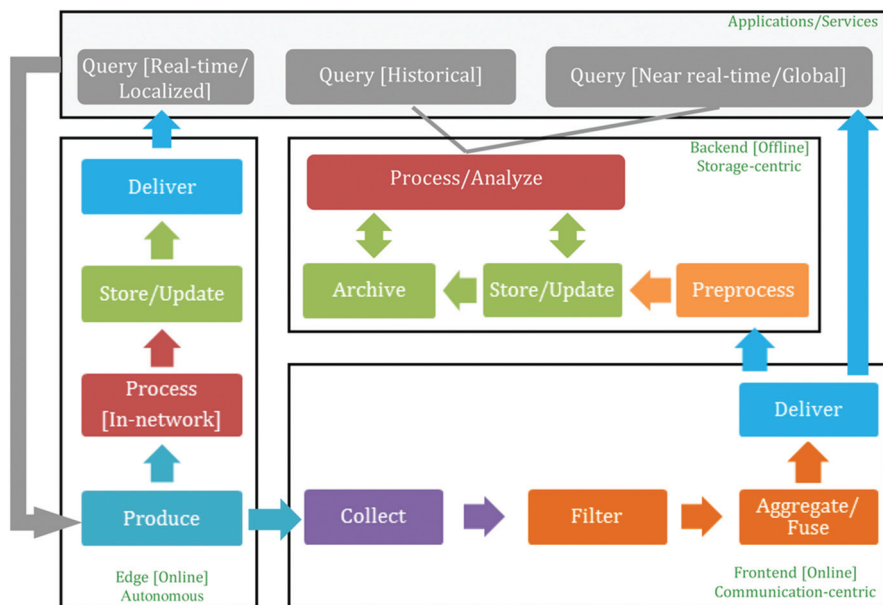 Applications/Services
Query [Real-time/
Localized]
Query [Historical]
Query [Near real-time/Global]
Deliver
Store/Update
Process
[In-network]
Produce
Edge [Online]
Autonomous
Backend [Offline]
Storage-centric
Process/Analyze
Archive
Store/Update
Preprocess
Deliver
Collect
Filter
Aggregate/
Fuse
Frontend [Online]
Communication-centric